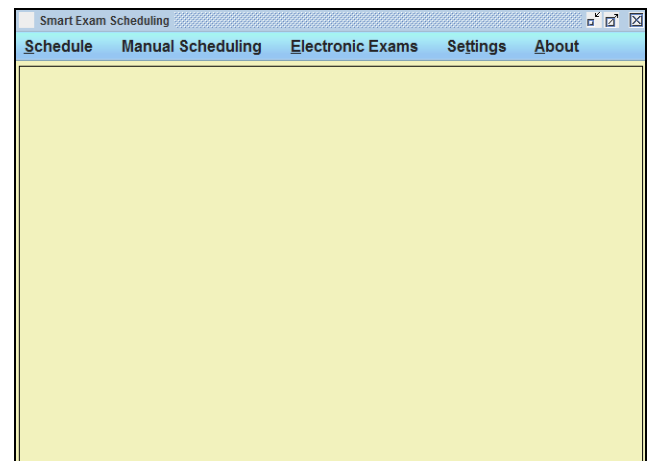 Smart Exam Scheduling
Schedule Manual Scheduling Electronic Exams Settings About